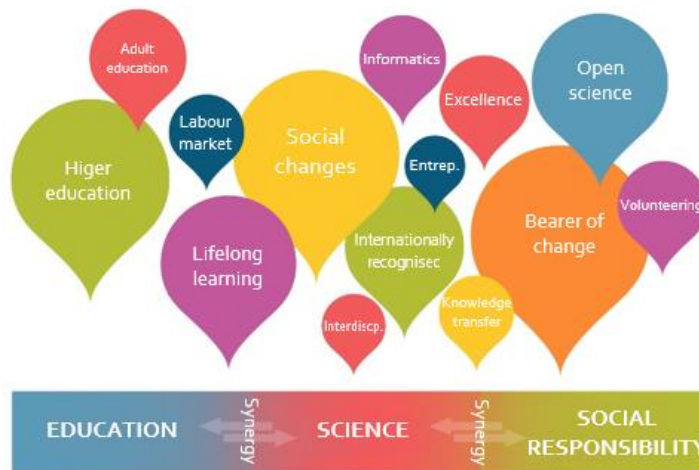 Adult
education
Informatics
Open
science
Excellence
Labour
market
Social
changes
Higer
education
Entrep.
Volunteering
Bearer of
change
Internationally
recognisec
Lifelong
learning
Knowledge
transfer
Interdiscp.
EDUCATION
Synergy
SCIENCE
Synergy
SOCIAL
RESPONSIBILITY